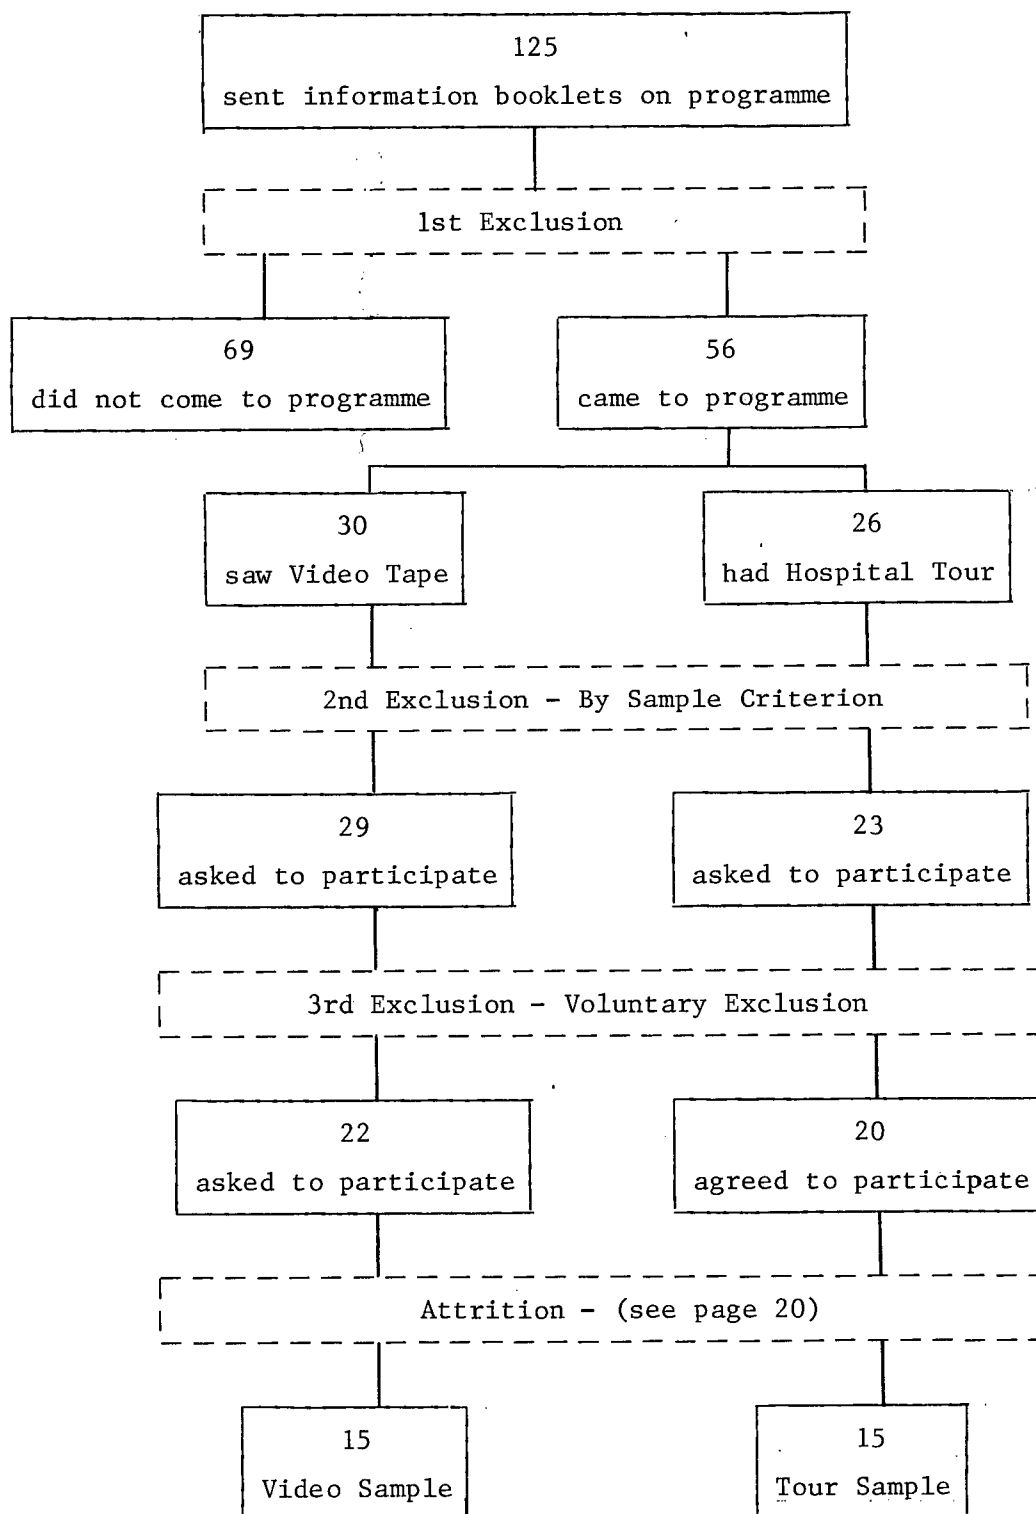 125
sent information booklets on programme
1st Exclusion
69
did not come to programme
56
came to programme
30
saw Video Tape
26
had Hospital Tour
2nd Exclusion - By Sample Criterion
29
asked to participate
23
asked to participate
3rd Exclusion - Voluntary Exclusion
22
asked to participate
20
agreed to participate
Attrition - (see page 20)
15
Video Sample
15
Tour Sample